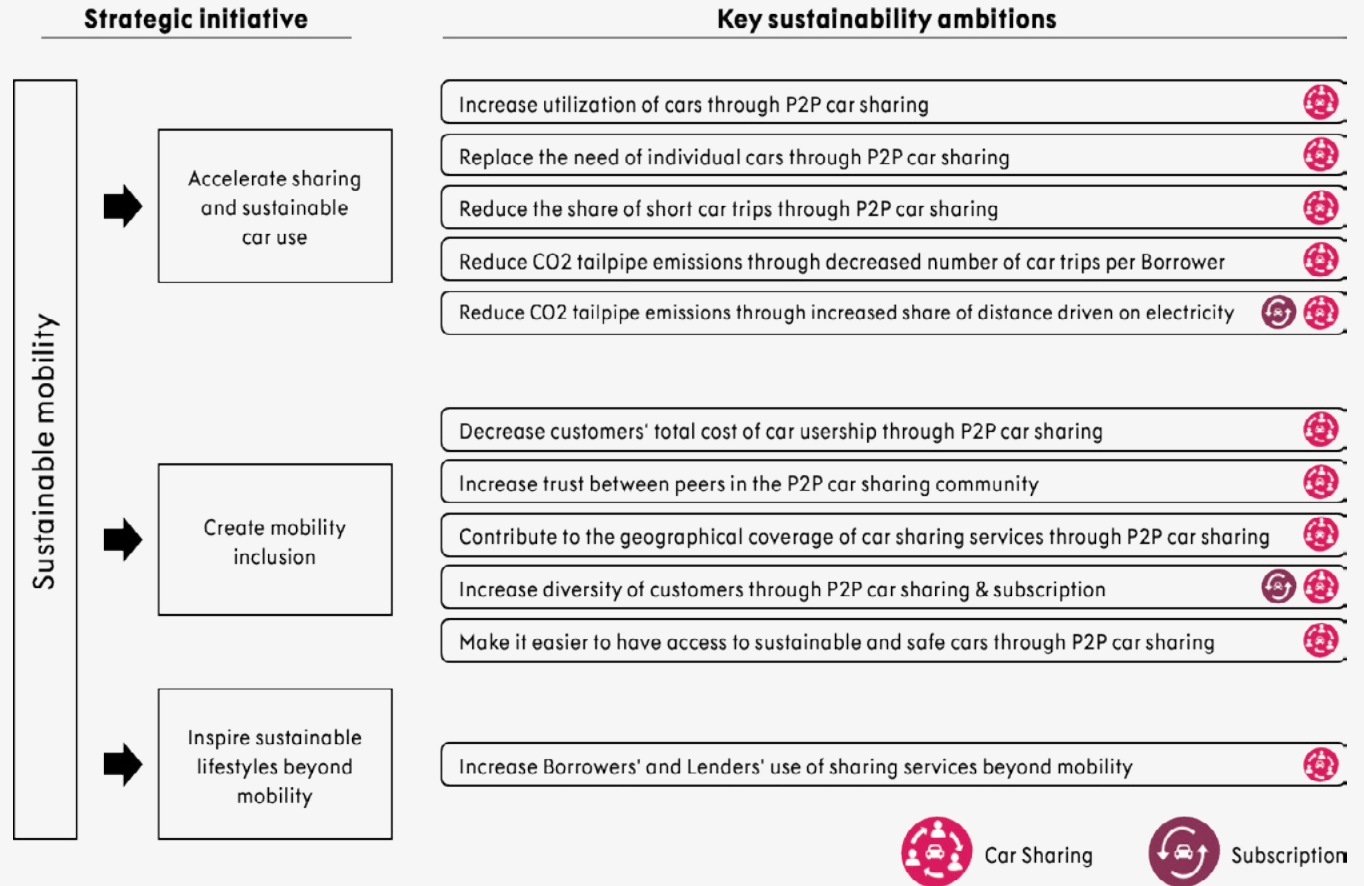 Strategic initiative
Key sustainability ambitions
Sustainable mobility
Accelerate sharing
and sustainable
car use
Increase utilization of cars through P2P car sharing
Replace the need of individual cars through P2P car sharing
Reduce the share of short car trips through P2P car sharing
Reduce CO2 tailpipe emissions through decreased number of car trips per Borrower
Reduce CO2 tailpipe emissions through increased share of distance driven on electricity
Create mobility
inclusion
Decrease customers' total cost of car usership through P2P car sharing
Increase trust between peers in the P2P car sharing community
Contribute to the geographical coverage of car sharing services through P2P car sharing
Increase diversity of customers through P2P car sharing & subscription
Make it easier to have access to sustainable and safe cars through P2P car sharing
Inspire sustainable
lifestyles beyond
mobility
Increase Borrowers' and Lenders' use of sharing services beyond mobility
Car Sharing
Subscription